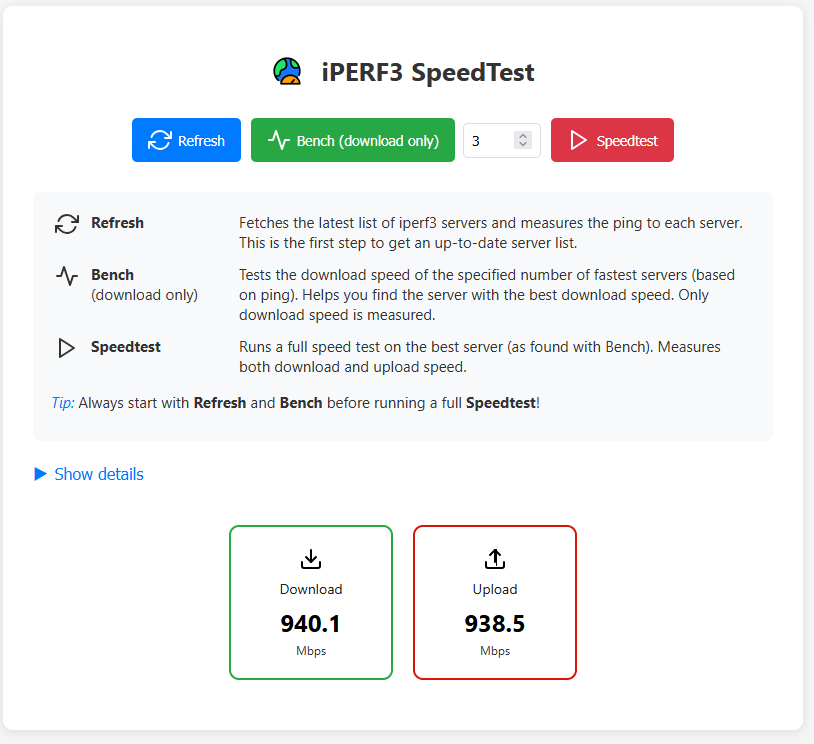 iPERF3 SpeedTest
Refresh
Bench (download only)
3
Speedtest
Refresh
Fetches the latest list of iperf3 servers and measures the ping to each server.
This is the first step to get an up-to-date server list.
Bench
(download only)
Tests the download speed of the specified number of fastest servers (based
on ping). Helps you find the server with the best download speed. Only
download speed is measured.
Speedtest
Runs a full speed test on the best server (as found with Bench). Measures
both download and upload speed.
Tip: Always start with Refresh and Bench before running a full Speedtest!
Show details
Download
940.1
Mbps
Upload
938.5
Mbps